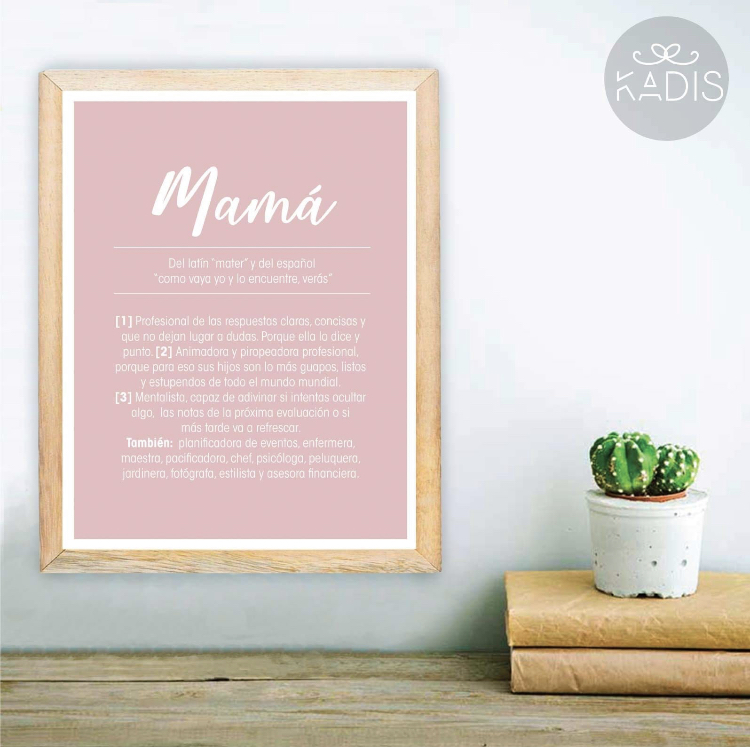 KADIS
Mamá
Del latín "mater" y del español
"como vaya yo y lo encuentre, verás"
[1] Profesional de las respuestas claras, concisas y
que no dejan lugar a dudas. Porque ella lo dice y
punto. [2] Animadora y piropeadora profesional,
porque para eso sus hijos son lo más guapos, listos
y estupendos de todo el mundo mundial.
[3] Mentalista, capaz de adivinar si intentas ocultar
algo, las notas de la próxima evaluación o si
más tarde va a refrescar.
También: planificadora de eventos, enfermera,
maestra, pacificadora, chef, psicóloga, peluquera,
jardinera, fotógrafa, estilista y asesora financiera.